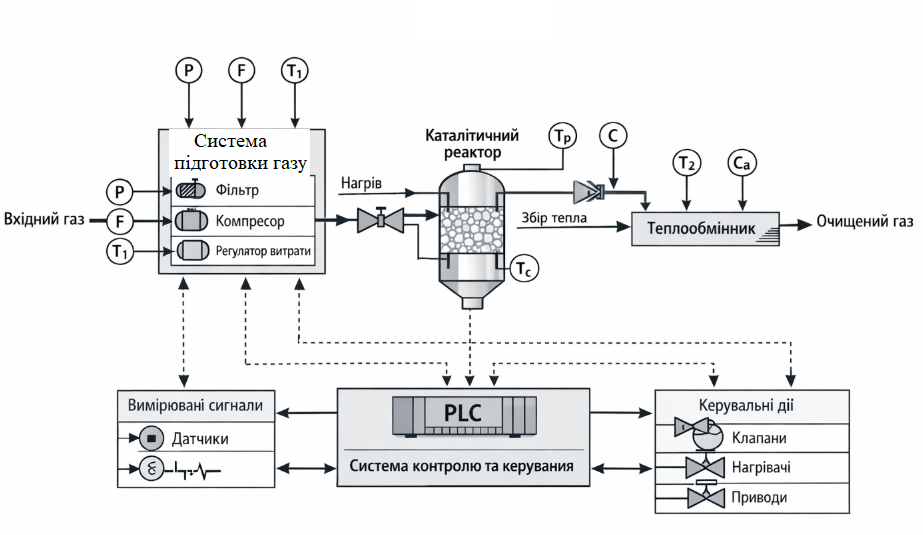 P F T1
Система
підготовки газу
P Фільтр
Вхідний газ F Компресор
T1 Регулятор витрати
Каталітичний
реактор
Tp C
Нагрів
T2 Ca
Збір тепла
Теплообмінник
Очищений газ
Tc
Вимірювані сигнали
Датчики
PLC
Система контролю та керування
Керувальні дії
Клапани
Нагрівачі
Приводи